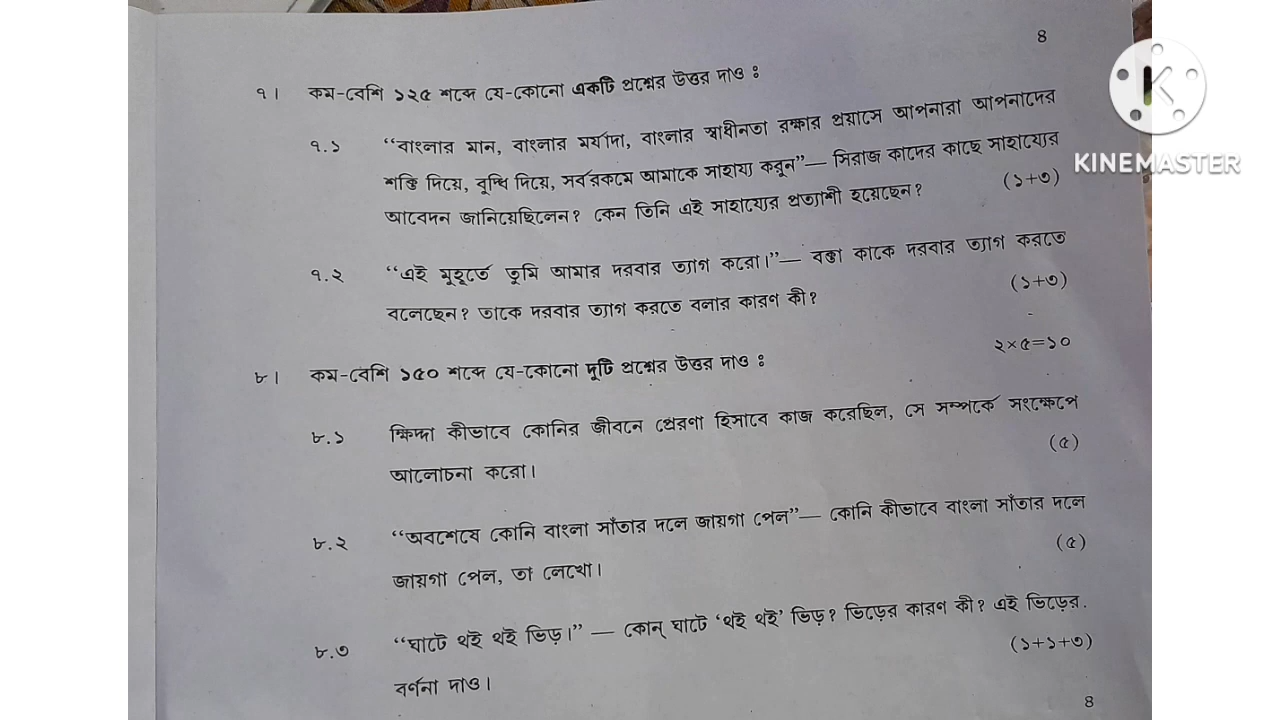 ৪
৭। কম-বেশি ১২৫ শব্দে যে-কোনো একটি প্রশ্নের উত্তর দাও :
৭.১ “বাংলার মান, বাংলার মর্যাদা, বাংলার স্বাধীনতা রক্ষার প্রয়াসে আপনারা আপনাদের
শক্তি দিয়ে, বুদ্ধি দিয়ে, সর্বরকমে আমাকে সাহায্য করুন”— সিরাজ কাদের কাছে সাহায্যের
আবেদন জানিয়েছিলেন? কেন তিনি এই সাহায্যের প্রত্যাশী হয়েছেন? (১+৩)
৭.২ “এই মুহূর্তে তুমি আমার দরবার ত্যাগ করো।”— বক্তা কাকে দরবার ত্যাগ করতে
বলেছেন? তাকে দরবার ত্যাগ করতে বলার কারণ কী? (১+৩)
৮। কম-বেশি ১৫০ শব্দে যে-কোনো দুটি প্রশ্নের উত্তর দাও : ২×৫=১০
৮.১ ক্ষিদ্দা কীভাবে কোনির জীবনে প্রেরণা হিসাবে কাজ করেছিল, সে সম্পর্কে সংক্ষেপে
আলোচনা করো। (৫)
৮.২ “অবশেষে কোনি বাংলা সাঁতার দলে জায়গা পেল”— কোনি কীভাবে বাংলা সাঁতার দলে
জায়গা পেল, তা লেখো। (৫)
৮.৩ “ঘাটে থই থই ভিড়।” — কোন্ ঘাটে ‘থই থই’ ভিড়? ভিড়ের কারণ কী? এই ভিড়ের
বর্ণনা দাও। (১+১+৩)
8
KINEMASTER